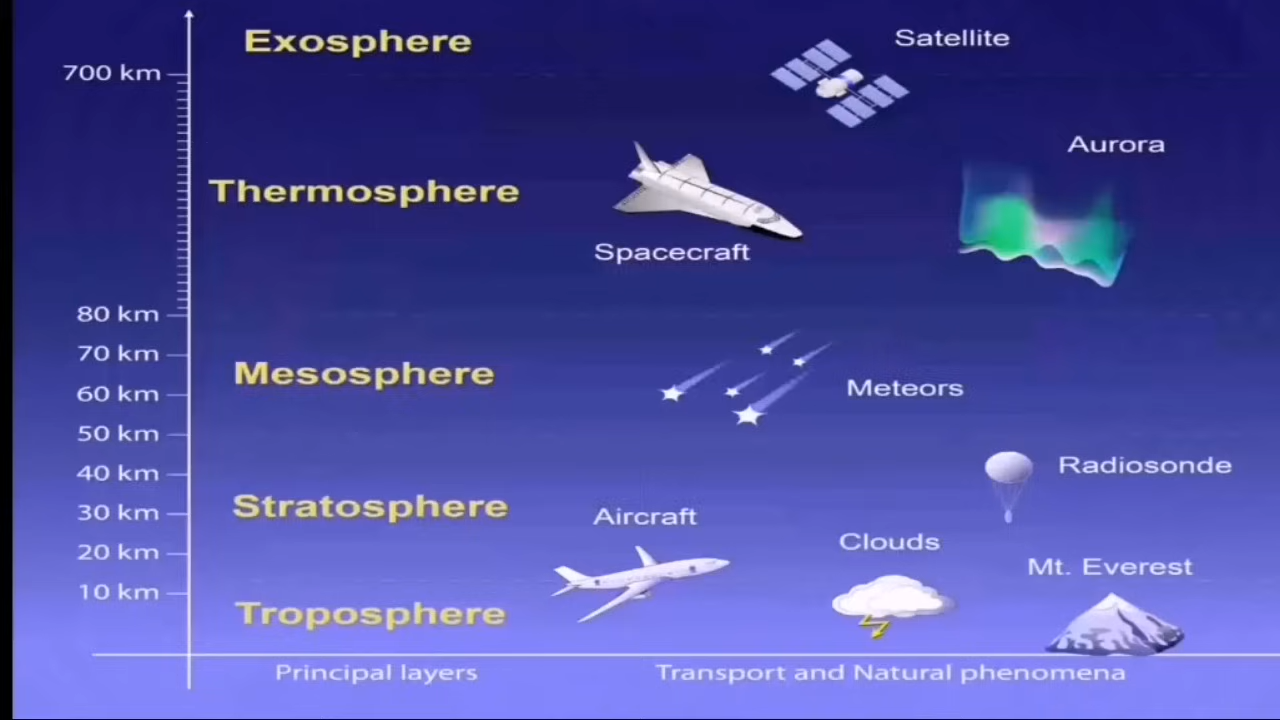 Exosphere
Satellite
700 km
Aurora
Thermosphere
Spacecraft
80 km
70 km
Mesosphere
Meteors
60 km
50 km
40 km
Radiosonde
Stratosphere
30 km
Aircraft
Clouds
20 km
Mt. Everest
10 km
Troposphere
Principal layers
Transport and Natural phenomena